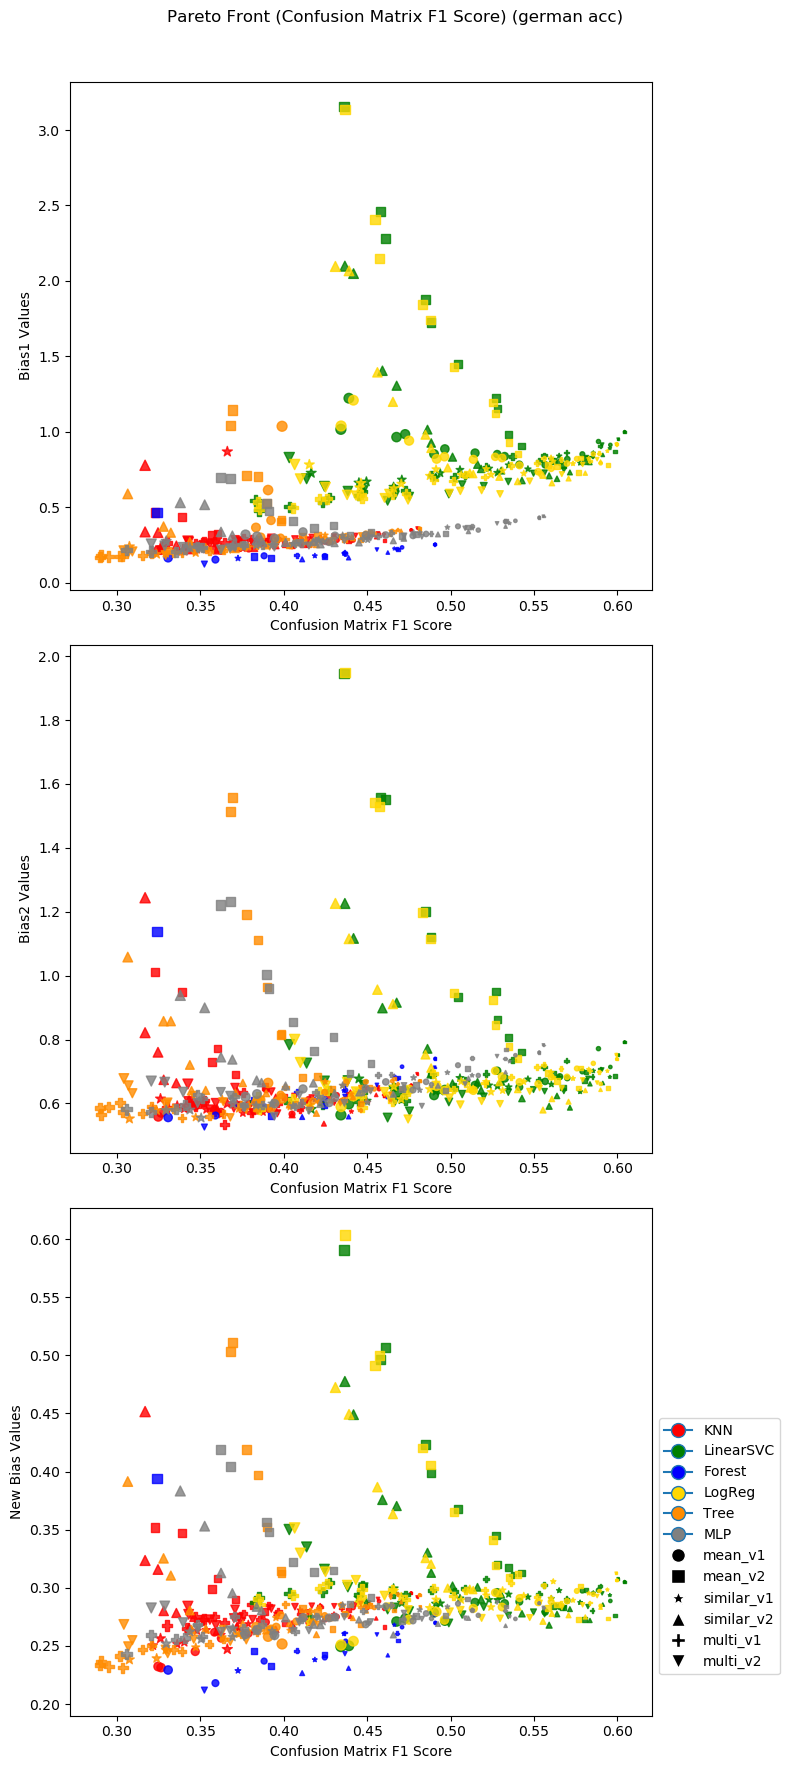 Pareto Front (Confusion Matrix F1 Score) (german acc)
3.0
2.5
2.0
1.5
1.0
0.5
0.0
Bias1 Values
0.30 0.35 0.40 0.45 0.50 0.55 0.60
Confusion Matrix F1 Score
2.0
1.8
1.6
1.4
1.2
1.0
0.8
0.6
Bias2 Values
0.30 0.35 0.40 0.45 0.50 0.55 0.60
Confusion Matrix F1 Score
0.60
0.55
0.50
0.45
0.40
0.35
0.30
0.25
0.20
New Bias Values
0.30 0.35 0.40 0.45 0.50 0.55 0.60
Confusion Matrix F1 Score
KNN
LinearSVC
Forest
LogReg
Tree
MLP
mean_v1
mean_v2
similar_v1
similar_v2
multi_v1
multi_v2